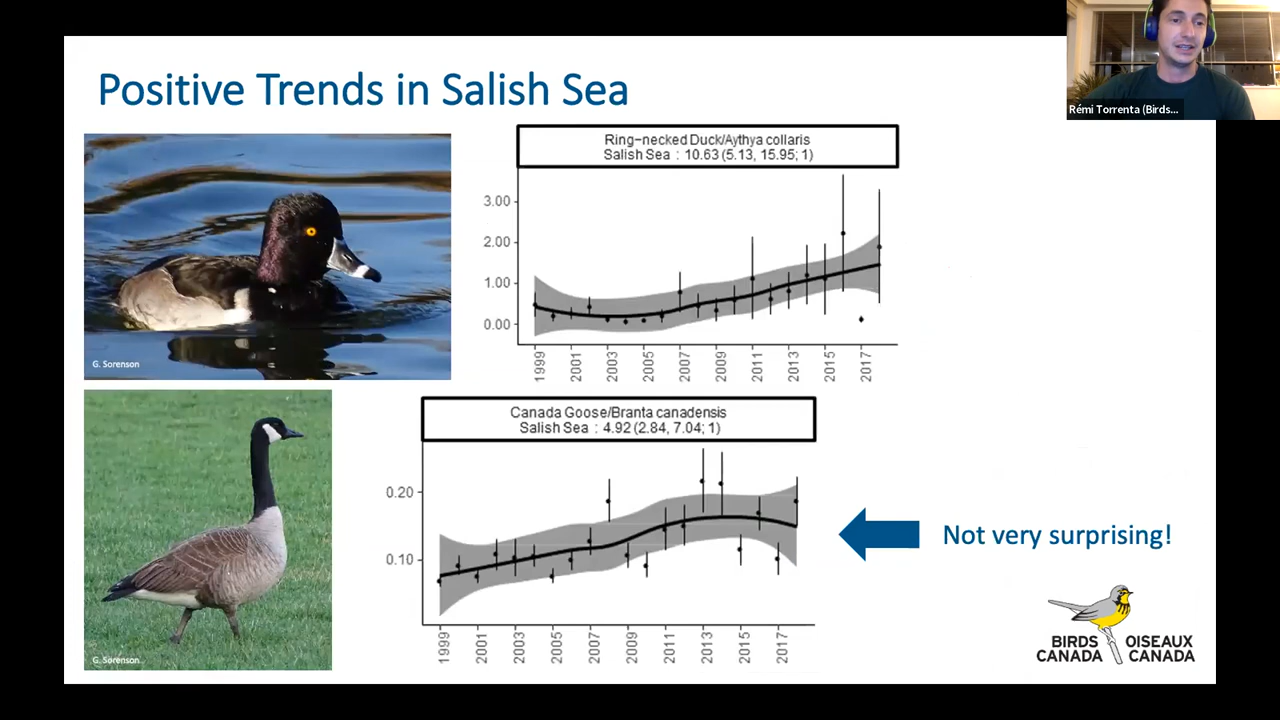 Rémi Torrenta (Birds...
Positive Trends in Salish Sea
G. Sorenson
Ring-necked Duck/Aythya collaris
Salish Sea : 10.63 (5.13, 15.95; 1)
3.00
2.00
1.00
0.00
1999
2001
2003
2005
2007
2009
2011
2013
2015
2017
G. Sorenson
Canada Goose/Branta canadensis
Salish Sea : 4.92 (2.84, 7.04; 1)
0.20
0.10
1999
2001
2003
2005
2007
2009
2011
2013
2015
2017
Not very surprising!
BIRDS OISEAUX
CANADA CANADA